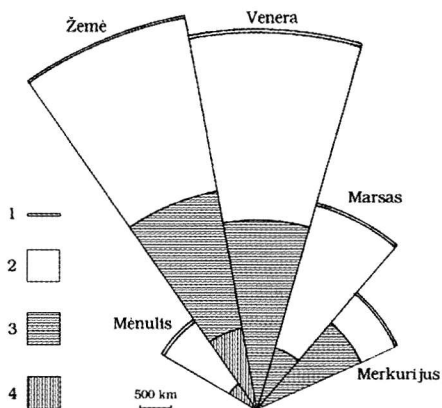 Žemė
Venera
Marsas
Mėnulis
Merkurijus
1
2
3
4
500 km